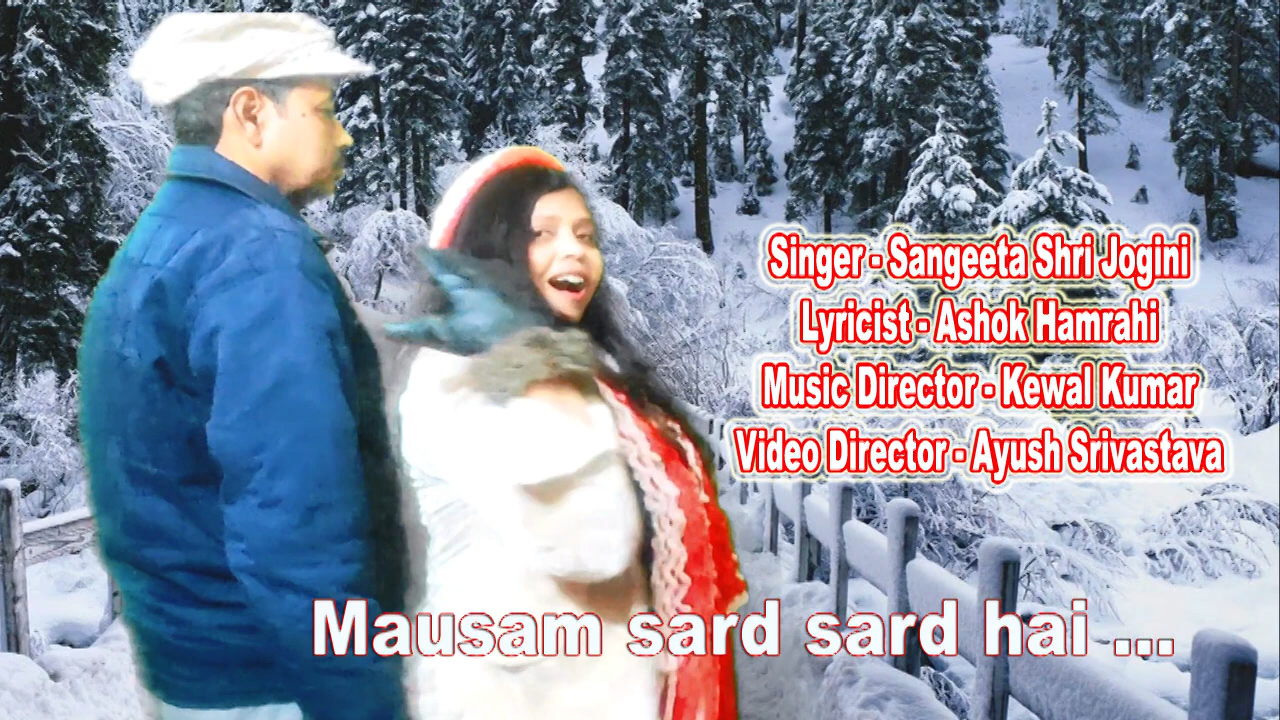 Singer - Sangeeta Shri Jogini
Lyricist - Ashok Hamrahi
Music Director - Kewal Kumar
Video Director - Ayush Srivastava
Mausam sard sard hai ...